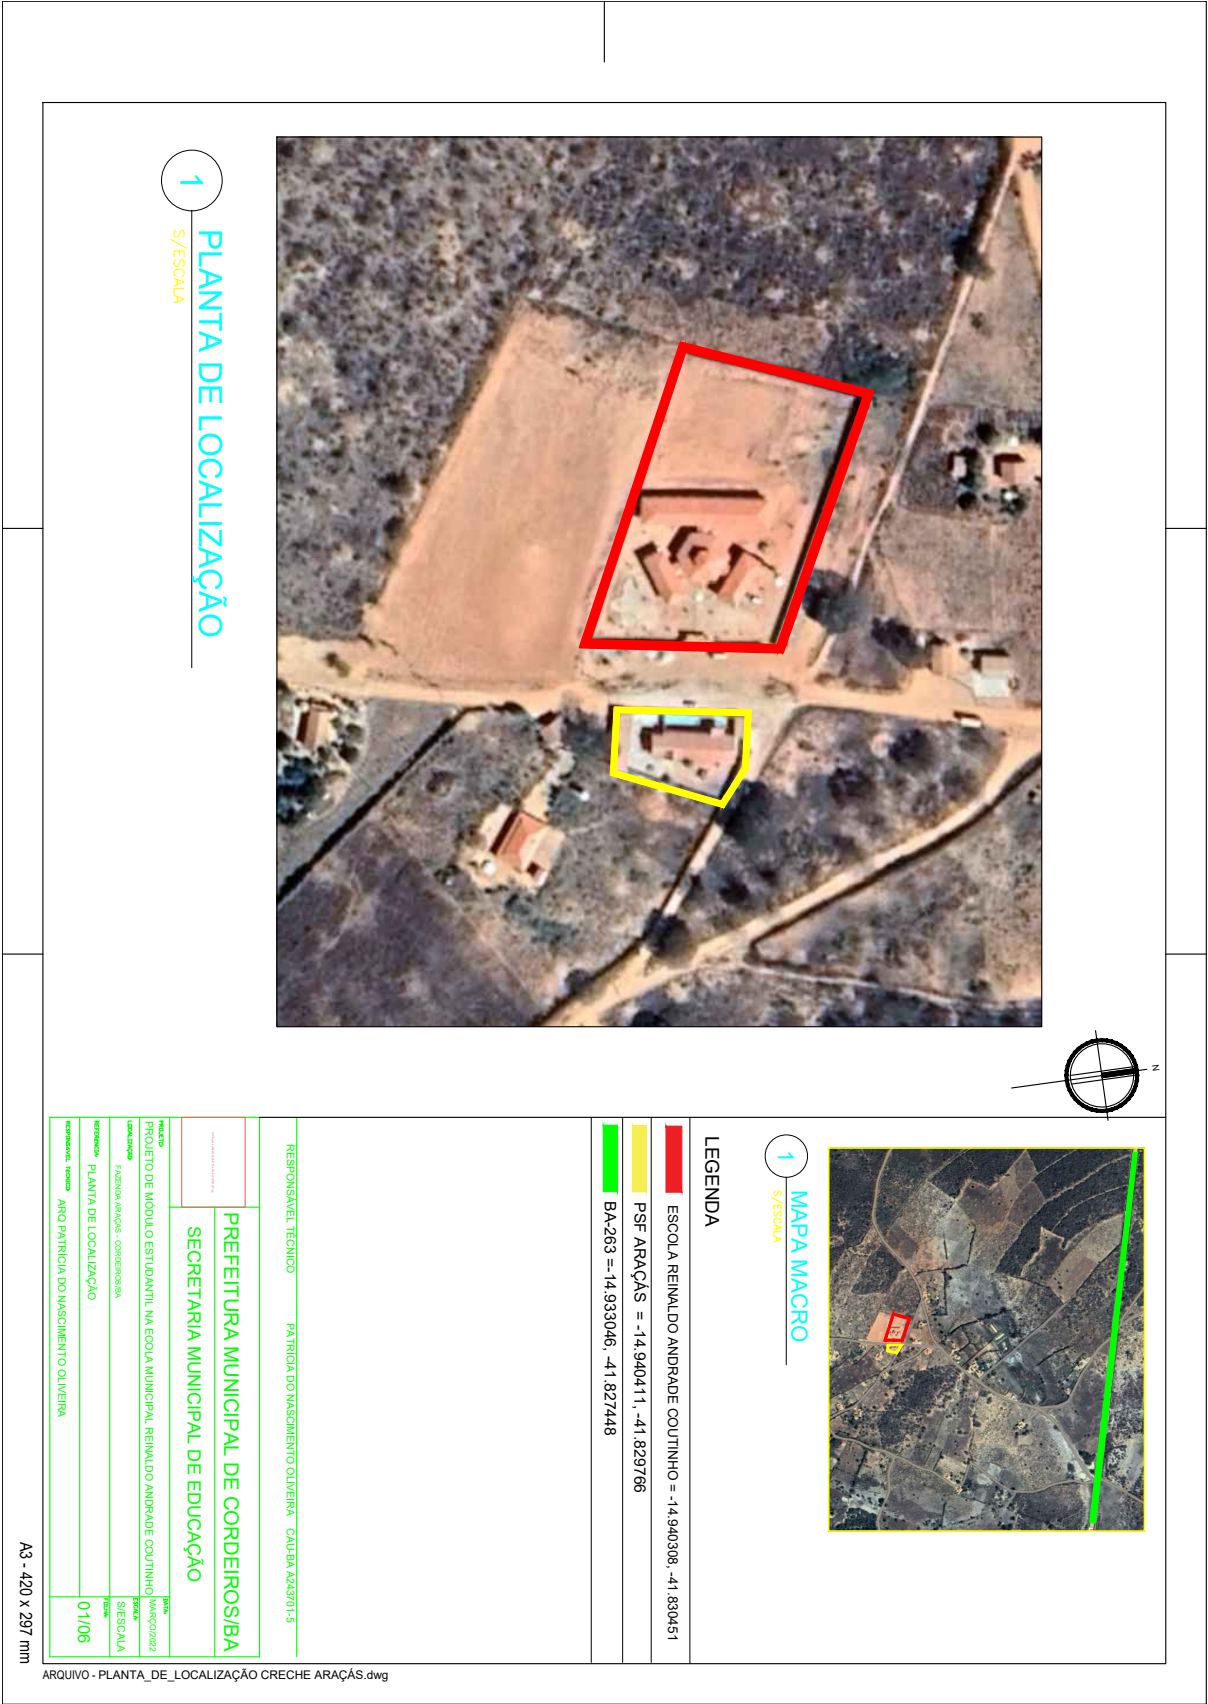 1
PLANTA DE LOCALIZAÇÃO
S/ESCALA
N
1
MAPA MACRO
S/ESCALA
LEGENDA
ESCOLA REINALDO ANDRADE COUTINHO = -14.940308, -41.830451
PSF ARAÇÁS = -14.940411, -41.829766
BA-263 =-14.933046, -41.827448
RESPONSÁVEL TÉCNICO PATRICIA DO NASCIMENTO OLIVEIRA CAU-BA A243701-5
PREFEITURA MUNICIPAL DE CORDEIROS/BA
SECRETARIA MUNICIPAL DE EDUCAÇÃO
PROJETO:
PROJETO DE MÓDULO ESTUDANTIL NA ECOLA MUNICIPAL REINALDO ANDRADE COUTINHO
DATA:
MARÇO/2022
LOCALIZAÇÃO:
FAZENDA ARAÇÁS - CORDEIROS/BA
ESCALA:
S/ESCALA
REFERÊNCIA:
PLANTA DE LOCALIZAÇÃO
FOLHA:
01/06
RESPONSÁVEL TÉCNICO:
ARQ PATRÍCIA DO NASCIMENTO OLIVEIRA
A3 - 420 x 297 mm
ARQUIVO - PLANTA_DE_LOCALIZAÇÃO CRECHE ARAÇÁS.dwg